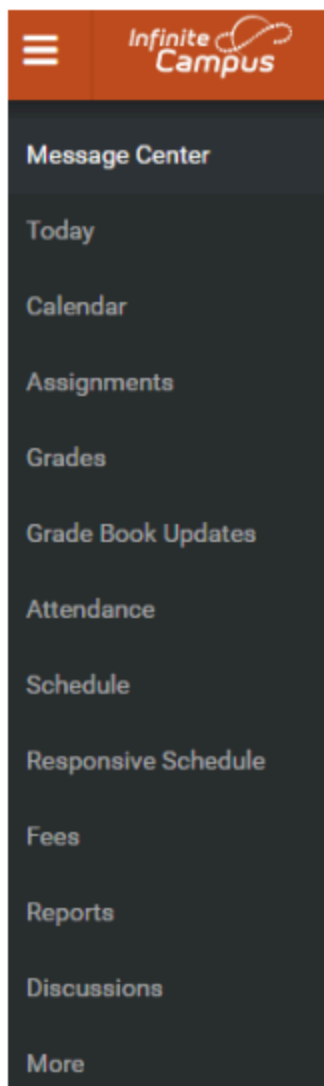 Infinite
Campus
Message Center
Today
Calendar
Assignments
Grades
Grade Book Updates
Attendance
Schedule
Responsive Schedule
Fees
Reports
Discussions
More